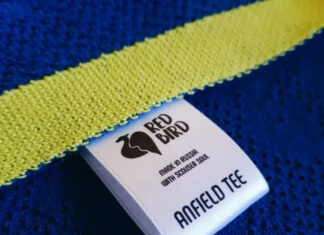 RED
BIRD
MADE IN RUSSIA
WITH SCOUSER SOUL
ANFIELD TEE